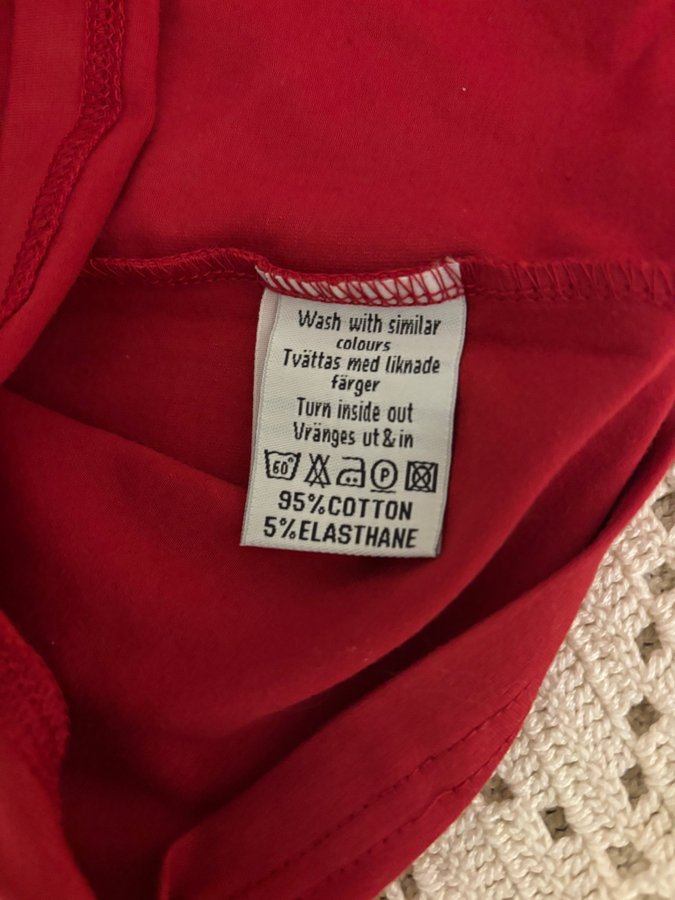 Wash with similar
colours
Tvättas med liknade
färger
Turn inside out
Vränges ut & in
60° P
95% COTTON
5% ELASTHANE